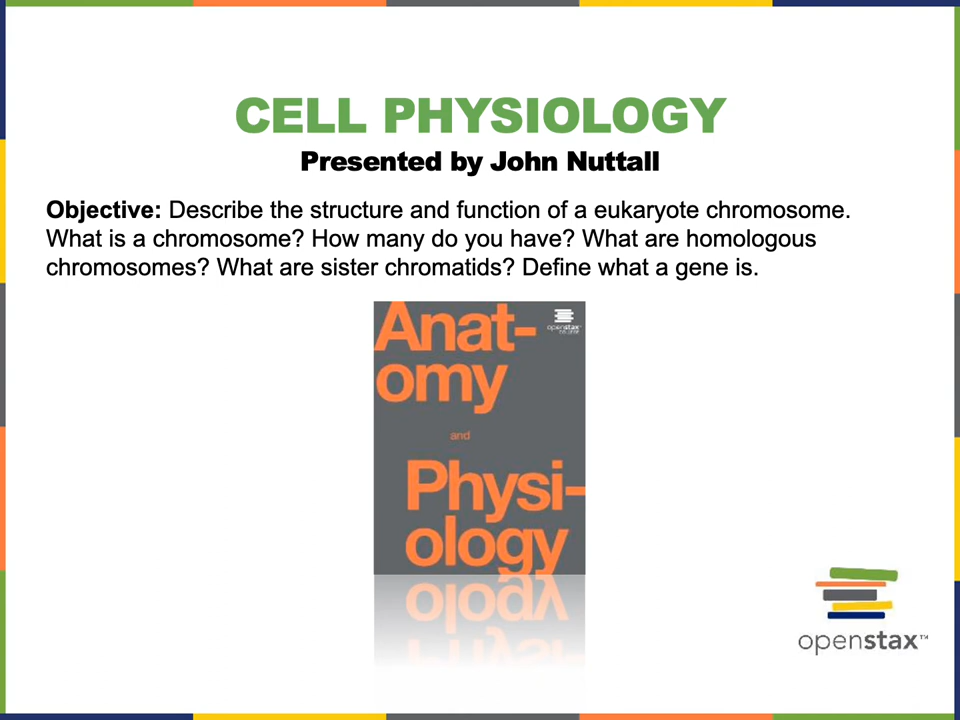 CELL PHYSIOLOGY
Presented by John Nuttall
Objective: Describe the structure and function of a eukaryote chromosome.
What is a chromosome? How many do you have? What are homologous
chromosomes? What are sister chromatids? Define what a gene is.
Anat-
omy
openstax
and
Physi-
ology
openstax™